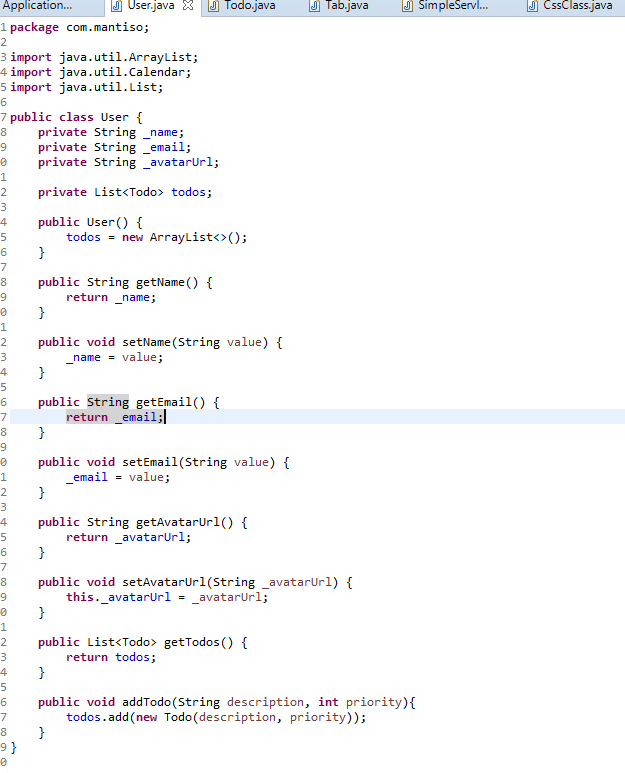 Application... User.java Todo.java Tab.java SimpleServl... CssClass.java
1 package com.mantiso;
2
3 import java.util.ArrayList;
4 import java.util.Calendar;
5 import java.util.List;
6
7 public class User {
8 private String _name;
9 private String _email;
0 private String _avatarUrl;
1
2 private List<Todo> todos;
3
4 public User() {
5 todos = new ArrayList<>();
6 }
7
8 public String getName() {
9 return _name;
0 }
1
2 public void setName(String value) {
3 _name = value;
4 }
5
6 public String getEmail() {
7 return _email;
8 }
9
0 public void setEmail(String value) {
1 _email = value;
2 }
3
4 public String getAvatarUrl() {
5 return _avatarUrl;
6 }
7
8 public void setAvatarUrl(String _avatarUrl) {
9 this._avatarUrl = _avatarUrl;
0 }
1
2 public List<Todo> getTodos() {
3 return todos;
4 }
5
6 public void addTodo(String description, int priority){
7 todos.add(new Todo(description, priority));
8 }
9 }
0